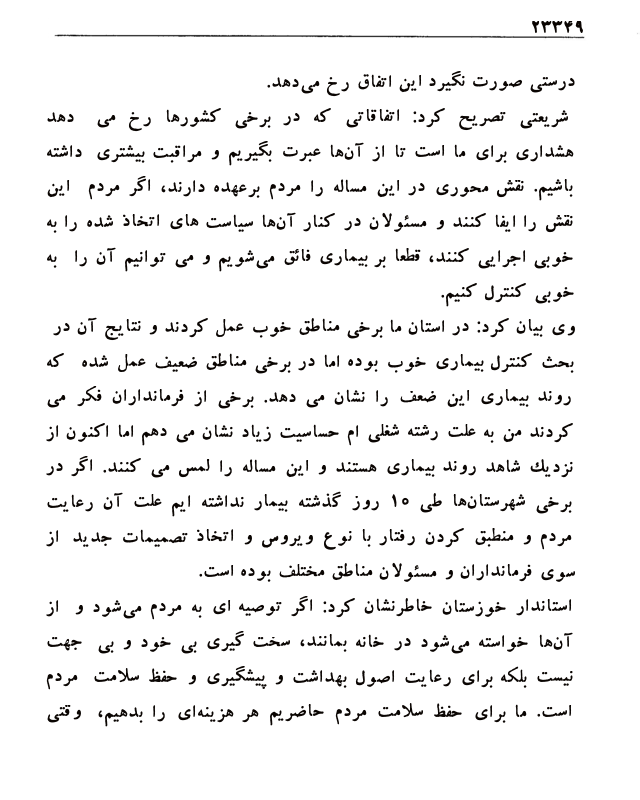 ۲۳۳۴۹
درستی صورت نگیرد این اتفاق رخ می‌دهد.
شریعتی تصریح کرد: اتفاقاتی که در برخی کشورها رخ می دهد
هشداری برای ما است تا از آن‌ها عبرت بگیریم و مراقبت بیشتری داشته
باشیم. نقش محوری در این مساله را مردم برعهده دارند، اگر مردم این
نقش را ایفا کنند و مسئولان در کنار آن‌ها سیاست های اتخاذ شده را به
خوبی اجرایی کنند، قطعا بر بیماری فائق می‌شویم و می توانیم آن را به
خوبی کنترل کنیم.
وی بیان کرد: در استان ما برخی مناطق خوب عمل کردند و نتایج آن در
بحث کنترل بیماری خوب بوده اما در برخی مناطق ضعیف عمل شده که
روند بیماری این ضعف را نشان می دهد. برخی از فرمانداران فکر می
کردند من به علت رشته شغلی ام حساسیت زیاد نشان می دهم اما اکنون از
نزدیك شاهد روند بیماری هستند و این مساله را لمس می کنند. اگر در
برخی شهرستان‌ها طی ۱۵ روز گذشته بیمار نداشته ایم علت آن رعایت
مردم و منطبق کردن رفتار با نوع ویروس و اتخاذ تصمیمات جدید از
سوی فرمانداران و مسئولان مناطق مختلف بوده است.
استاندار خوزستان خاطرنشان کرد: اگر توصیه ای به مردم می‌شود و از
آن‌ها خواسته می‌شود در خانه بمانند، سخت گیری بی خود و بی جهت
نیست بلکه برای رعایت اصول بهداشت و پیشگیری و حفظ سلامت مردم
است. ما برای حفظ سلامت مردم حاضریم هر هزینه‌ای را بدهیم، وقتی